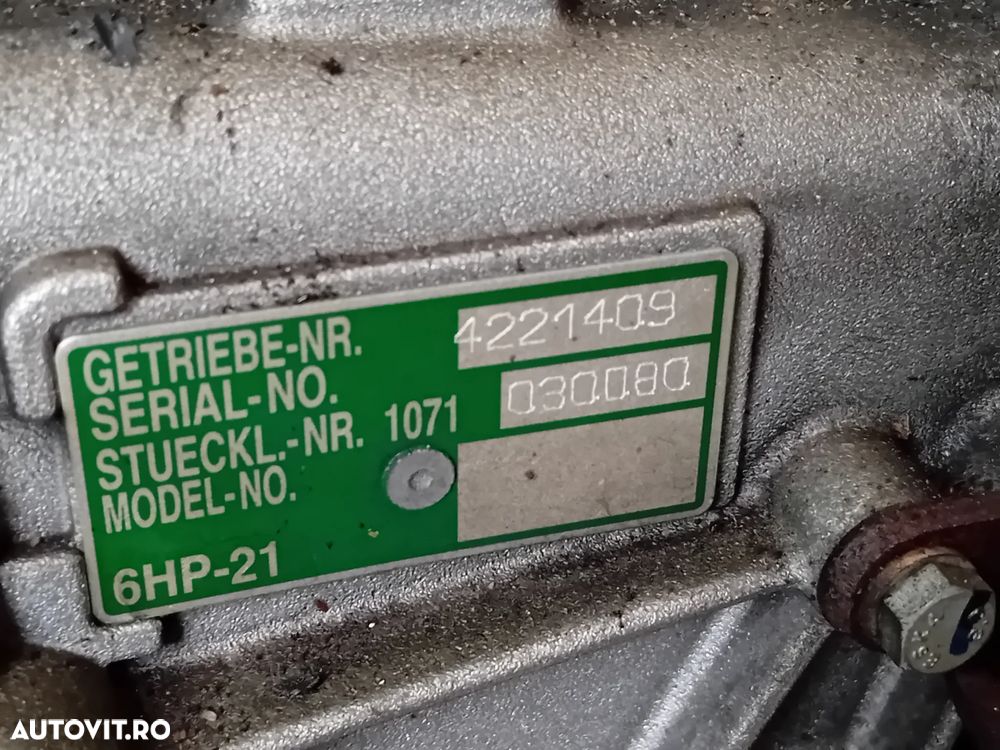 GETRIEBE-NR. 4221409
SERIAL-NO.
STUECKL.-NR. 1071 030080
MODEL-NO.
6HP-21
AUTOVIT.RO